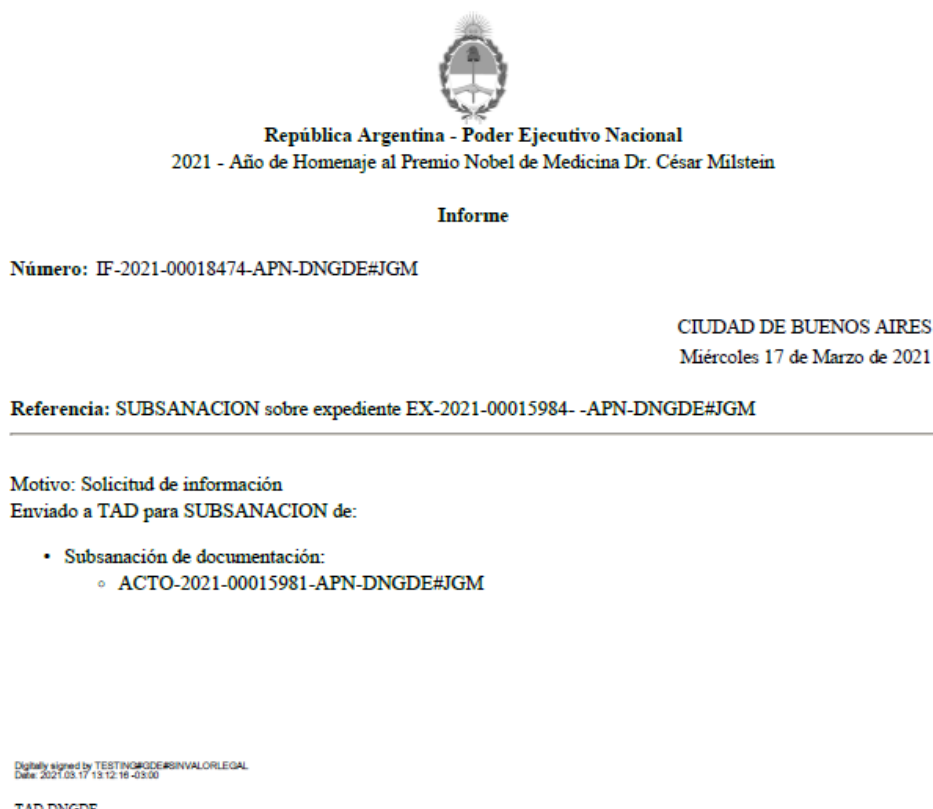 República Argentina - Poder Ejecutivo Nacional
2021 - Año de Homenaje al Premio Nobel de Medicina Dr. César Milstein
Informe
Número: IF-2021-00018474-APN-DNGDE#JGM
CIUDAD DE BUENOS AIRES
Miércoles 17 de Marzo de 2021
Referencia: SUBSANACION sobre expediente EX-2021-00015984- -APN-DNGDE#JGM
Motivo: Solicitud de información
Enviado a TAD para SUBSANACION de:
• Subsanación de documentación:
◦ ACTO-2021-00015981-APN-DNGDE#JGM
Digitally signed by TESTING#GDE#SINVALORLEGAL
Date: 2021.03.17 13:12:16 -03:00
TAD DNGDE